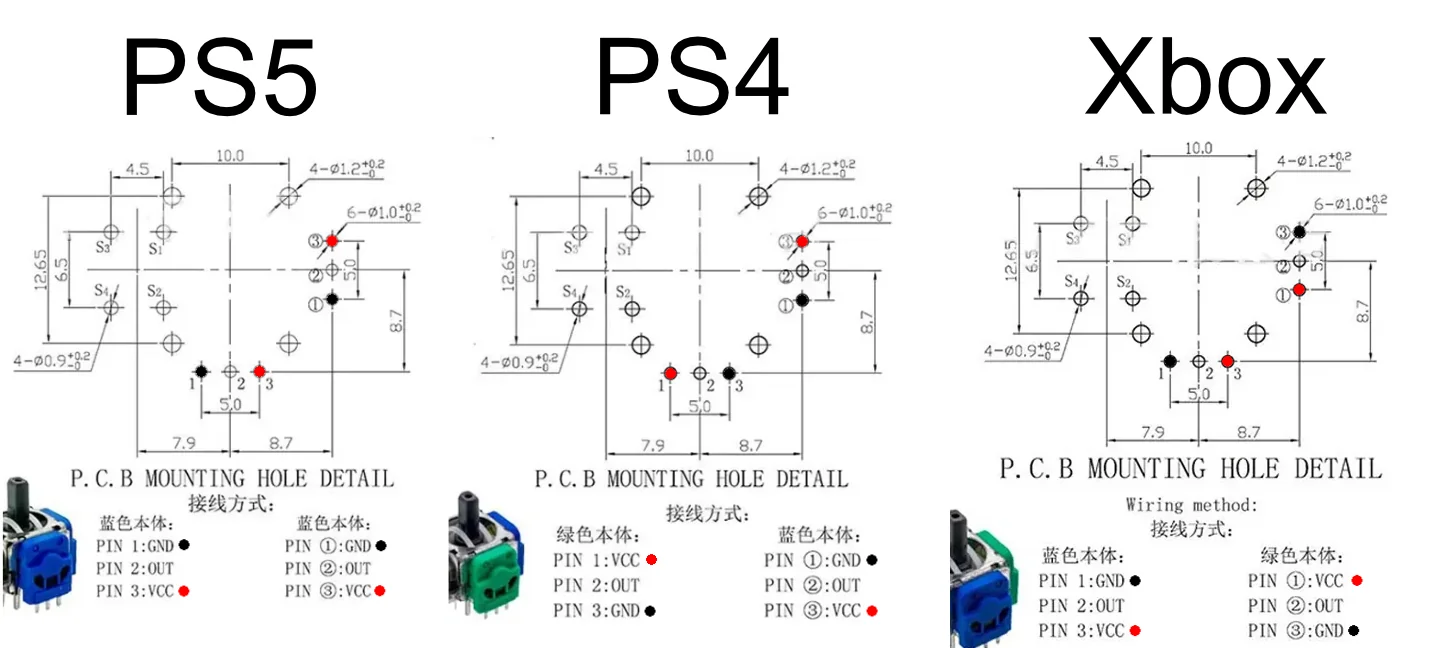 PS5
10.0
4.5
4-Ø1.2+0.2 -0
6-Ø1.0+0.2 -0
S3
S1
③
12.65
6.5
②
5.0
S4
S2
①
8.7
4-Ø0.9+0.2 -0
1
2
3
5.0
7.9
8.7
P.C.B MOUNTING HOLE DETAIL
接线方式:
蓝色本体:
PIN 1:GND
PIN 2:OUT
PIN 3:VCC
蓝色本体:
PIN ①:GND
PIN ②:OUT
PIN ③:VCC
PS4
10.0
4.5
4-Ø1.2+0.2 -0
6-Ø1.0+0.2 -0
S3
S1
③
12.65
6.5
②
5.0
S4
S2
①
8.7
4-Ø0.9+0.2 -0
1
2
3
5.0
7.9
8.7
P.C.B MOUNTING HOLE DETAIL
接线方式:
绿色本体:
PIN 1:VCC
PIN 2:OUT
PIN 3:GND
蓝色本体:
PIN ①:GND
PIN ②:OUT
PIN ③:VCC
Xbox
10.0
4.5
4-Ø1.2+0.2 -0
6-Ø1.0+0.2 -0
S3
S1
③
12.65
6.5
②
5.0
S4
S2
①
8.7
4-Ø0.9+0.2 -0
1
2
3
5.0
7.9
8.7
P.C.B MOUNTING HOLE DETAIL
Wiring method:
接线方式:
蓝色本体:
PIN 1:GND
PIN 2:OUT
PIN 3:VCC
绿色本体:
PIN ①:VCC
PIN ②:OUT
PIN ③:GND